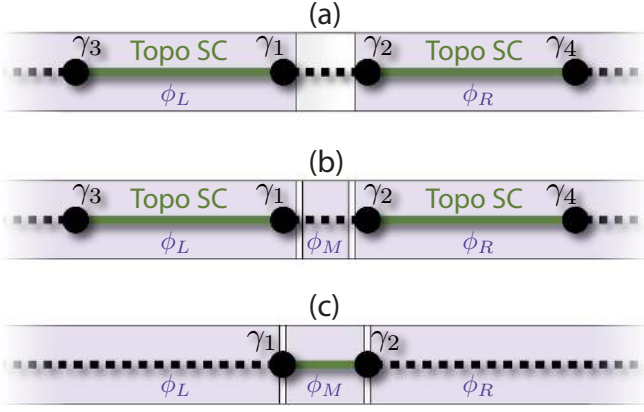 (a)
γ3 Topo SC γ1 γ2 Topo SC γ4
ϕL ϕR
(b)
γ3 Topo SC γ1 γ2 Topo SC γ4
ϕL ϕM ϕR
(c)
γ1 γ2
ϕL ϕM ϕR